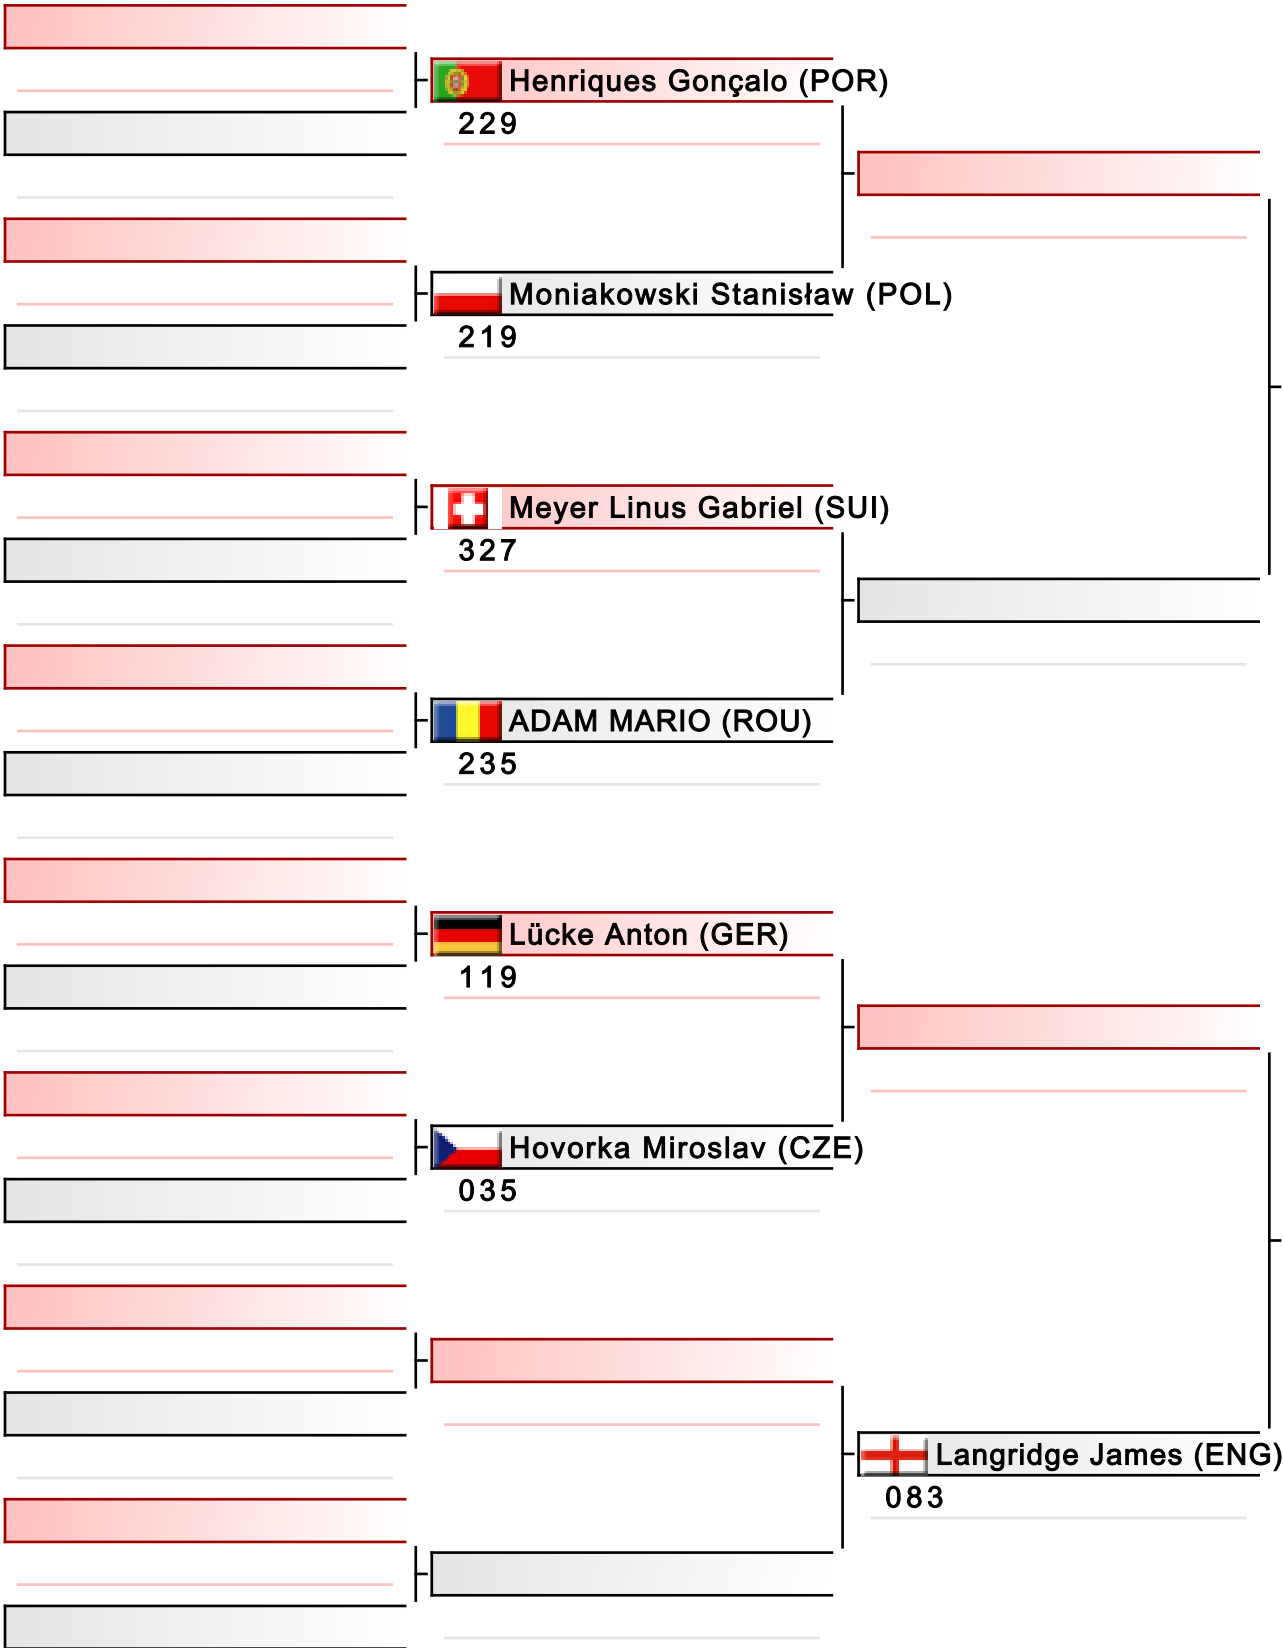 Henriques Gonçalo (POR)
229
Moniakowski Stanisław (POL)
219
Meyer Linus Gabriel (SUI)
327
ADAM MARIO (ROU)
235
Lücke Anton (GER)
119
Hovorka Miroslav (CZE)
035
Langridge James (ENG)
083